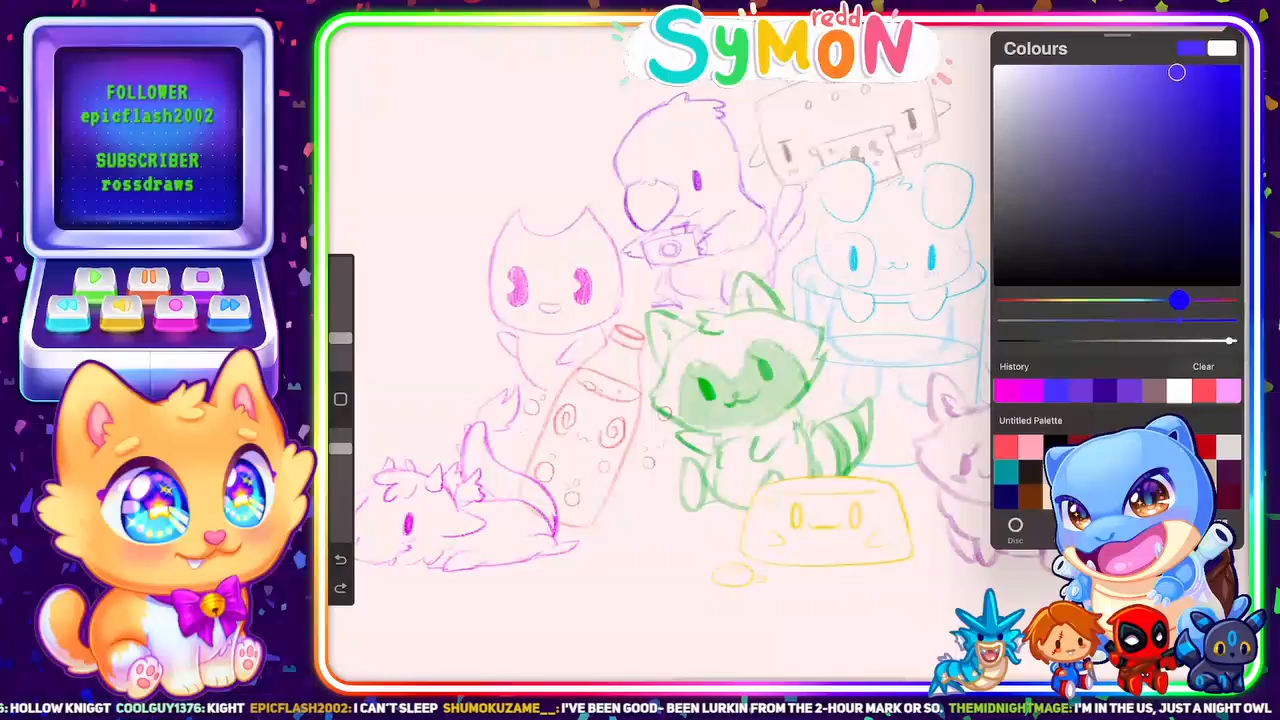 FOLLOWER
epicflash2002
SUBSCRIBER
rossdraws
redd
SYMON
Colours
History Clear
Untitled Palette
Disc
S: HOLLOW KNIGGT COOLGUY1376: KIGHT EPICFLASH2002: I CAN'T SLEEP SHUMOKUZAME__: I'VE BEEN GOOD- BEEN LURKIN FROM THE 2-HOUR MARK OR SO. THEMIDNIGHTMAGE: I'M IN THE US, JUST A NIGHT OWL